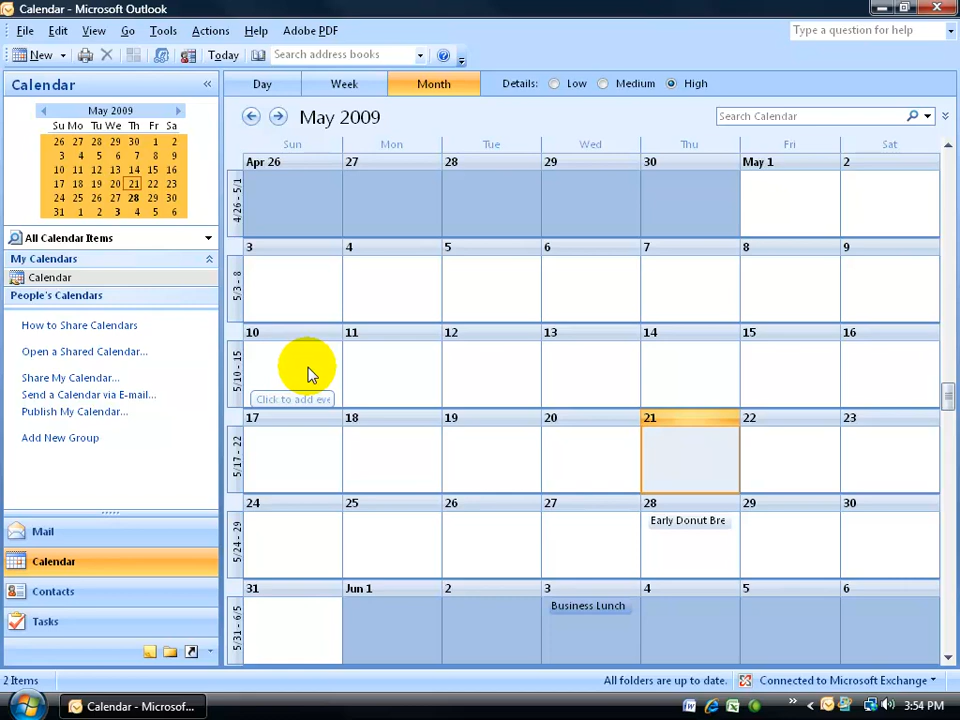 Calendar - Microsoft Outlook
File Edit View Go Tools Actions Help Adobe PDF
Type a question for help
New Today Search address books
Calendar «
Day Week Month Details: Low Medium High
May 2009
Su Mo Tu We Th Fr Sa
26 27 28 29 30 1 2
3 4 5 6 7 8 9
10 11 12 13 14 15 16
17 18 19 20 21 22 23
24 25 26 27 28 29 30
31 1 2 3 4 5 6
All Calendar Items
My Calendars
Calendar
People's Calendars
How to Share Calendars
Open a Shared Calendar...
Share My Calendar...
Send a Calendar via E-mail...
Publish My Calendar...
Add New Group
Mail
Calendar
Contacts
Tasks
May 2009
Search Calendar
Sun Mon Tue Wed Thu Fri Sat
4/26 - 5/1
Apr 26 27 28 29 30 May 1 2
5/3 - 8
3 4 5 6 7 8 9
5/10 - 15
10 11 12 13 14 15 16
Click to add eve
5/17 - 22
17 18 19 20 21 22 23
5/24 - 29
24 25 26 27 28 29 30
Early Donut Bre
5/31 - 6/5
31 Jun 1 2 3 4 5 6
Business Lunch
2 Items
All folders are up to date. Connected to Microsoft Exchange
Calendar - Microsof...
3:54 PM